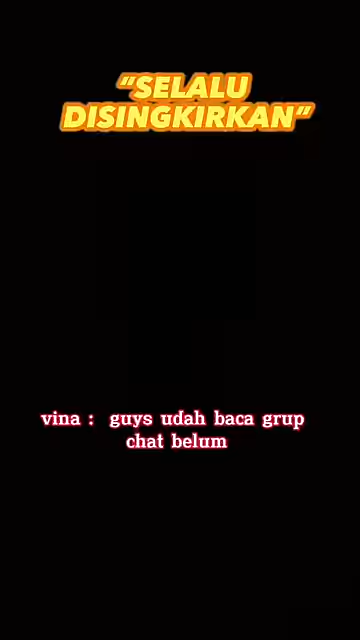 “SELALU
DISINGKIRKAN”
vina : guys udah baca grup
chat belum